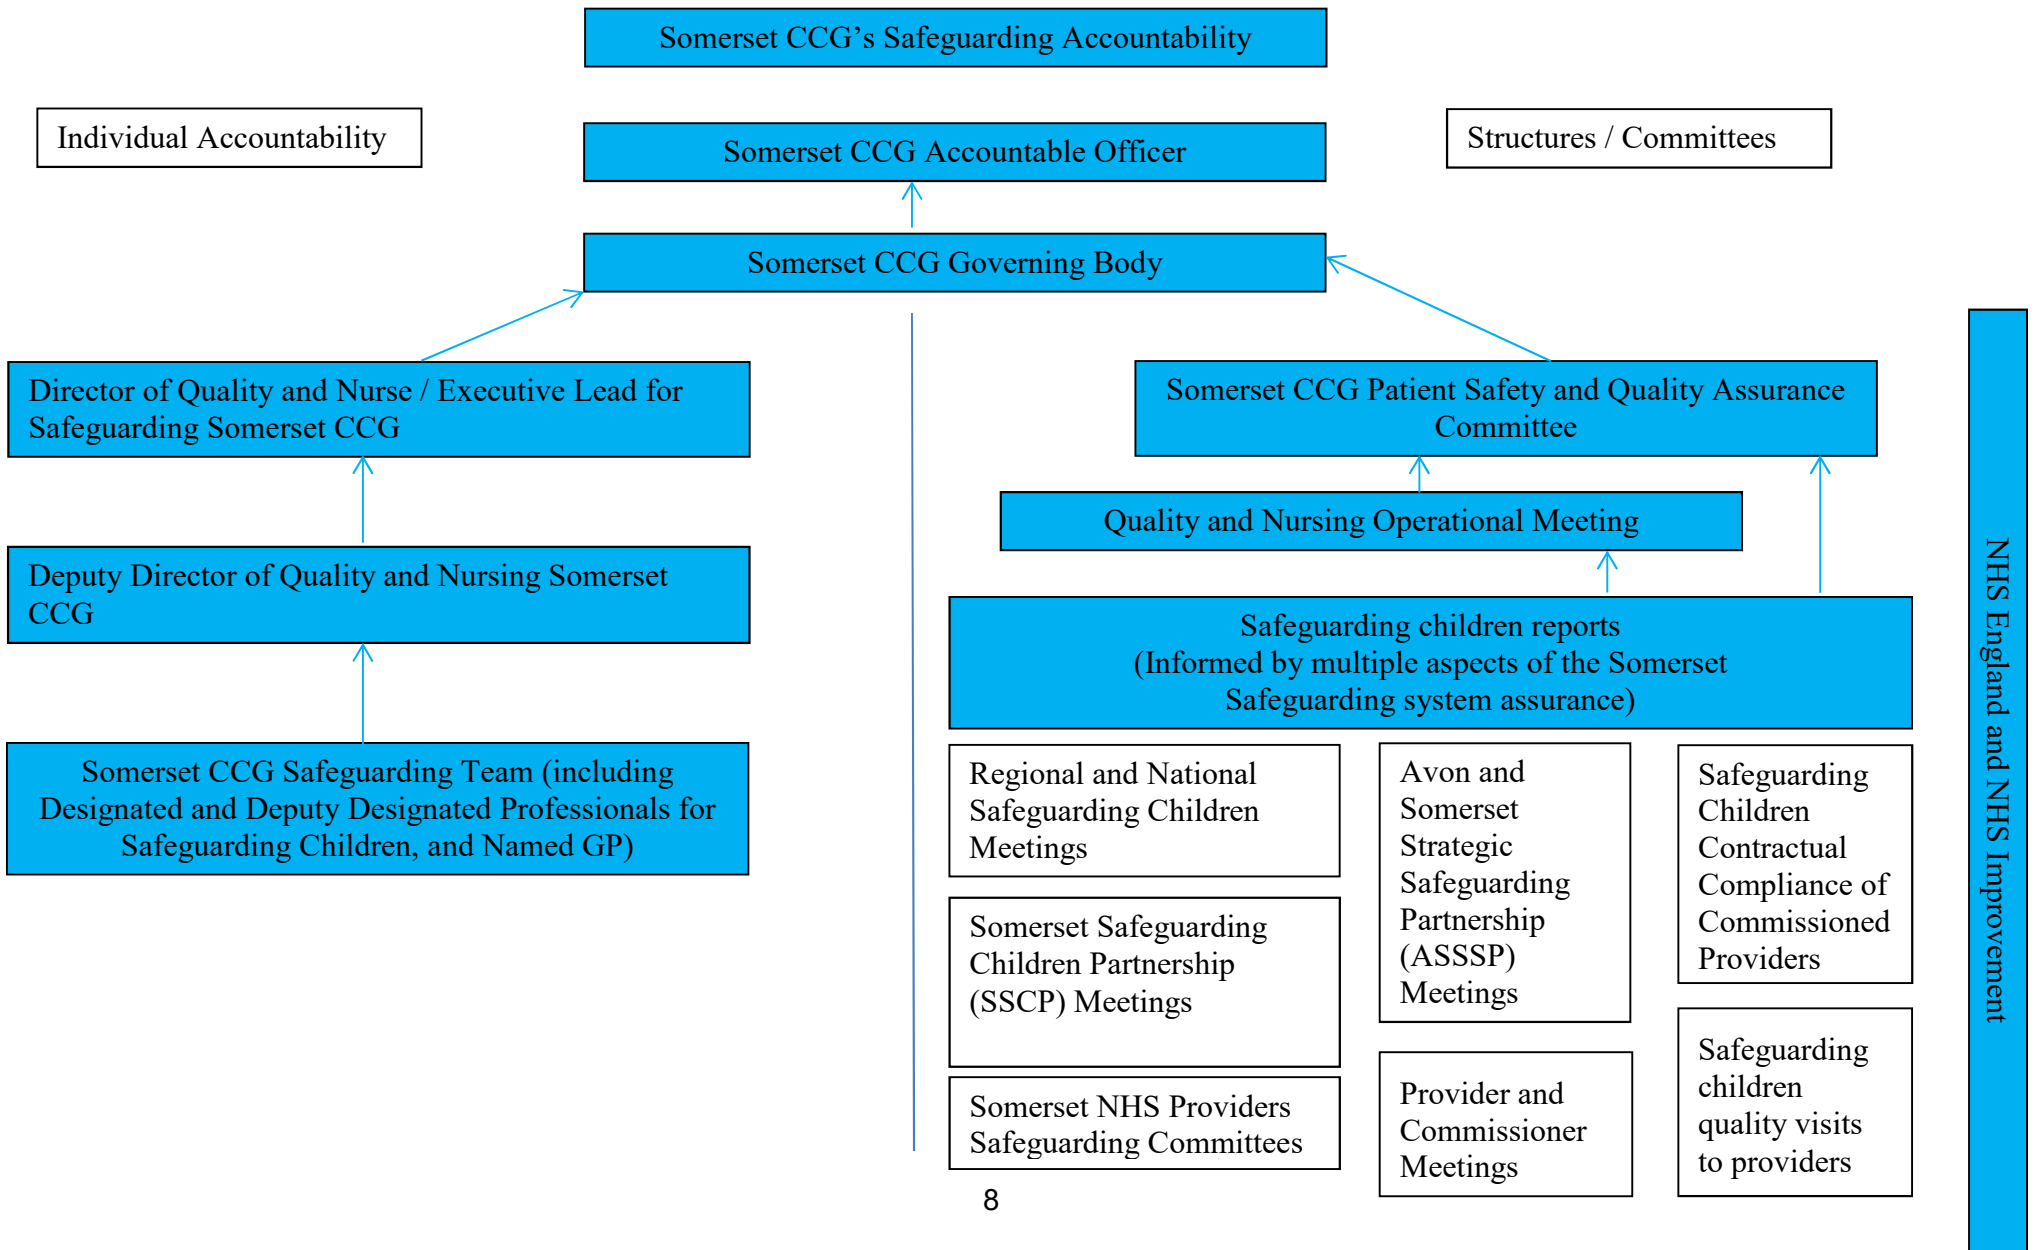 Somerset CCG’s Safeguarding Accountability
Individual Accountability
Somerset CCG Accountable Officer
Structures / Committees
Somerset CCG Governing Body
Director of Quality and Nurse / Executive Lead for
Safeguarding Somerset CCG
Deputy Director of Quality and Nursing Somerset
CCG
Somerset CCG Safeguarding Team (including
Designated and Deputy Designated Professionals for
Safeguarding Children, and Named GP)
Somerset CCG Patient Safety and Quality Assurance
Committee
Quality and Nursing Operational Meeting
Safeguarding children reports
(Informed by multiple aspects of the Somerset
Safeguarding system assurance)
Regional and National
Safeguarding Children
Meetings
Somerset Safeguarding
Children Partnership
(SSCP) Meetings
Somerset NHS Providers
Safeguarding Committees
Avon and
Somerset
Strategic
Safeguarding
Partnership
(ASSSP)
Meetings
Provider and
Commissioner
Meetings
Safeguarding
Children
Contractual
Compliance of
Commissioned
Providers
Safeguarding
children
quality visits
to providers
NHS England and NHS Improvement
8